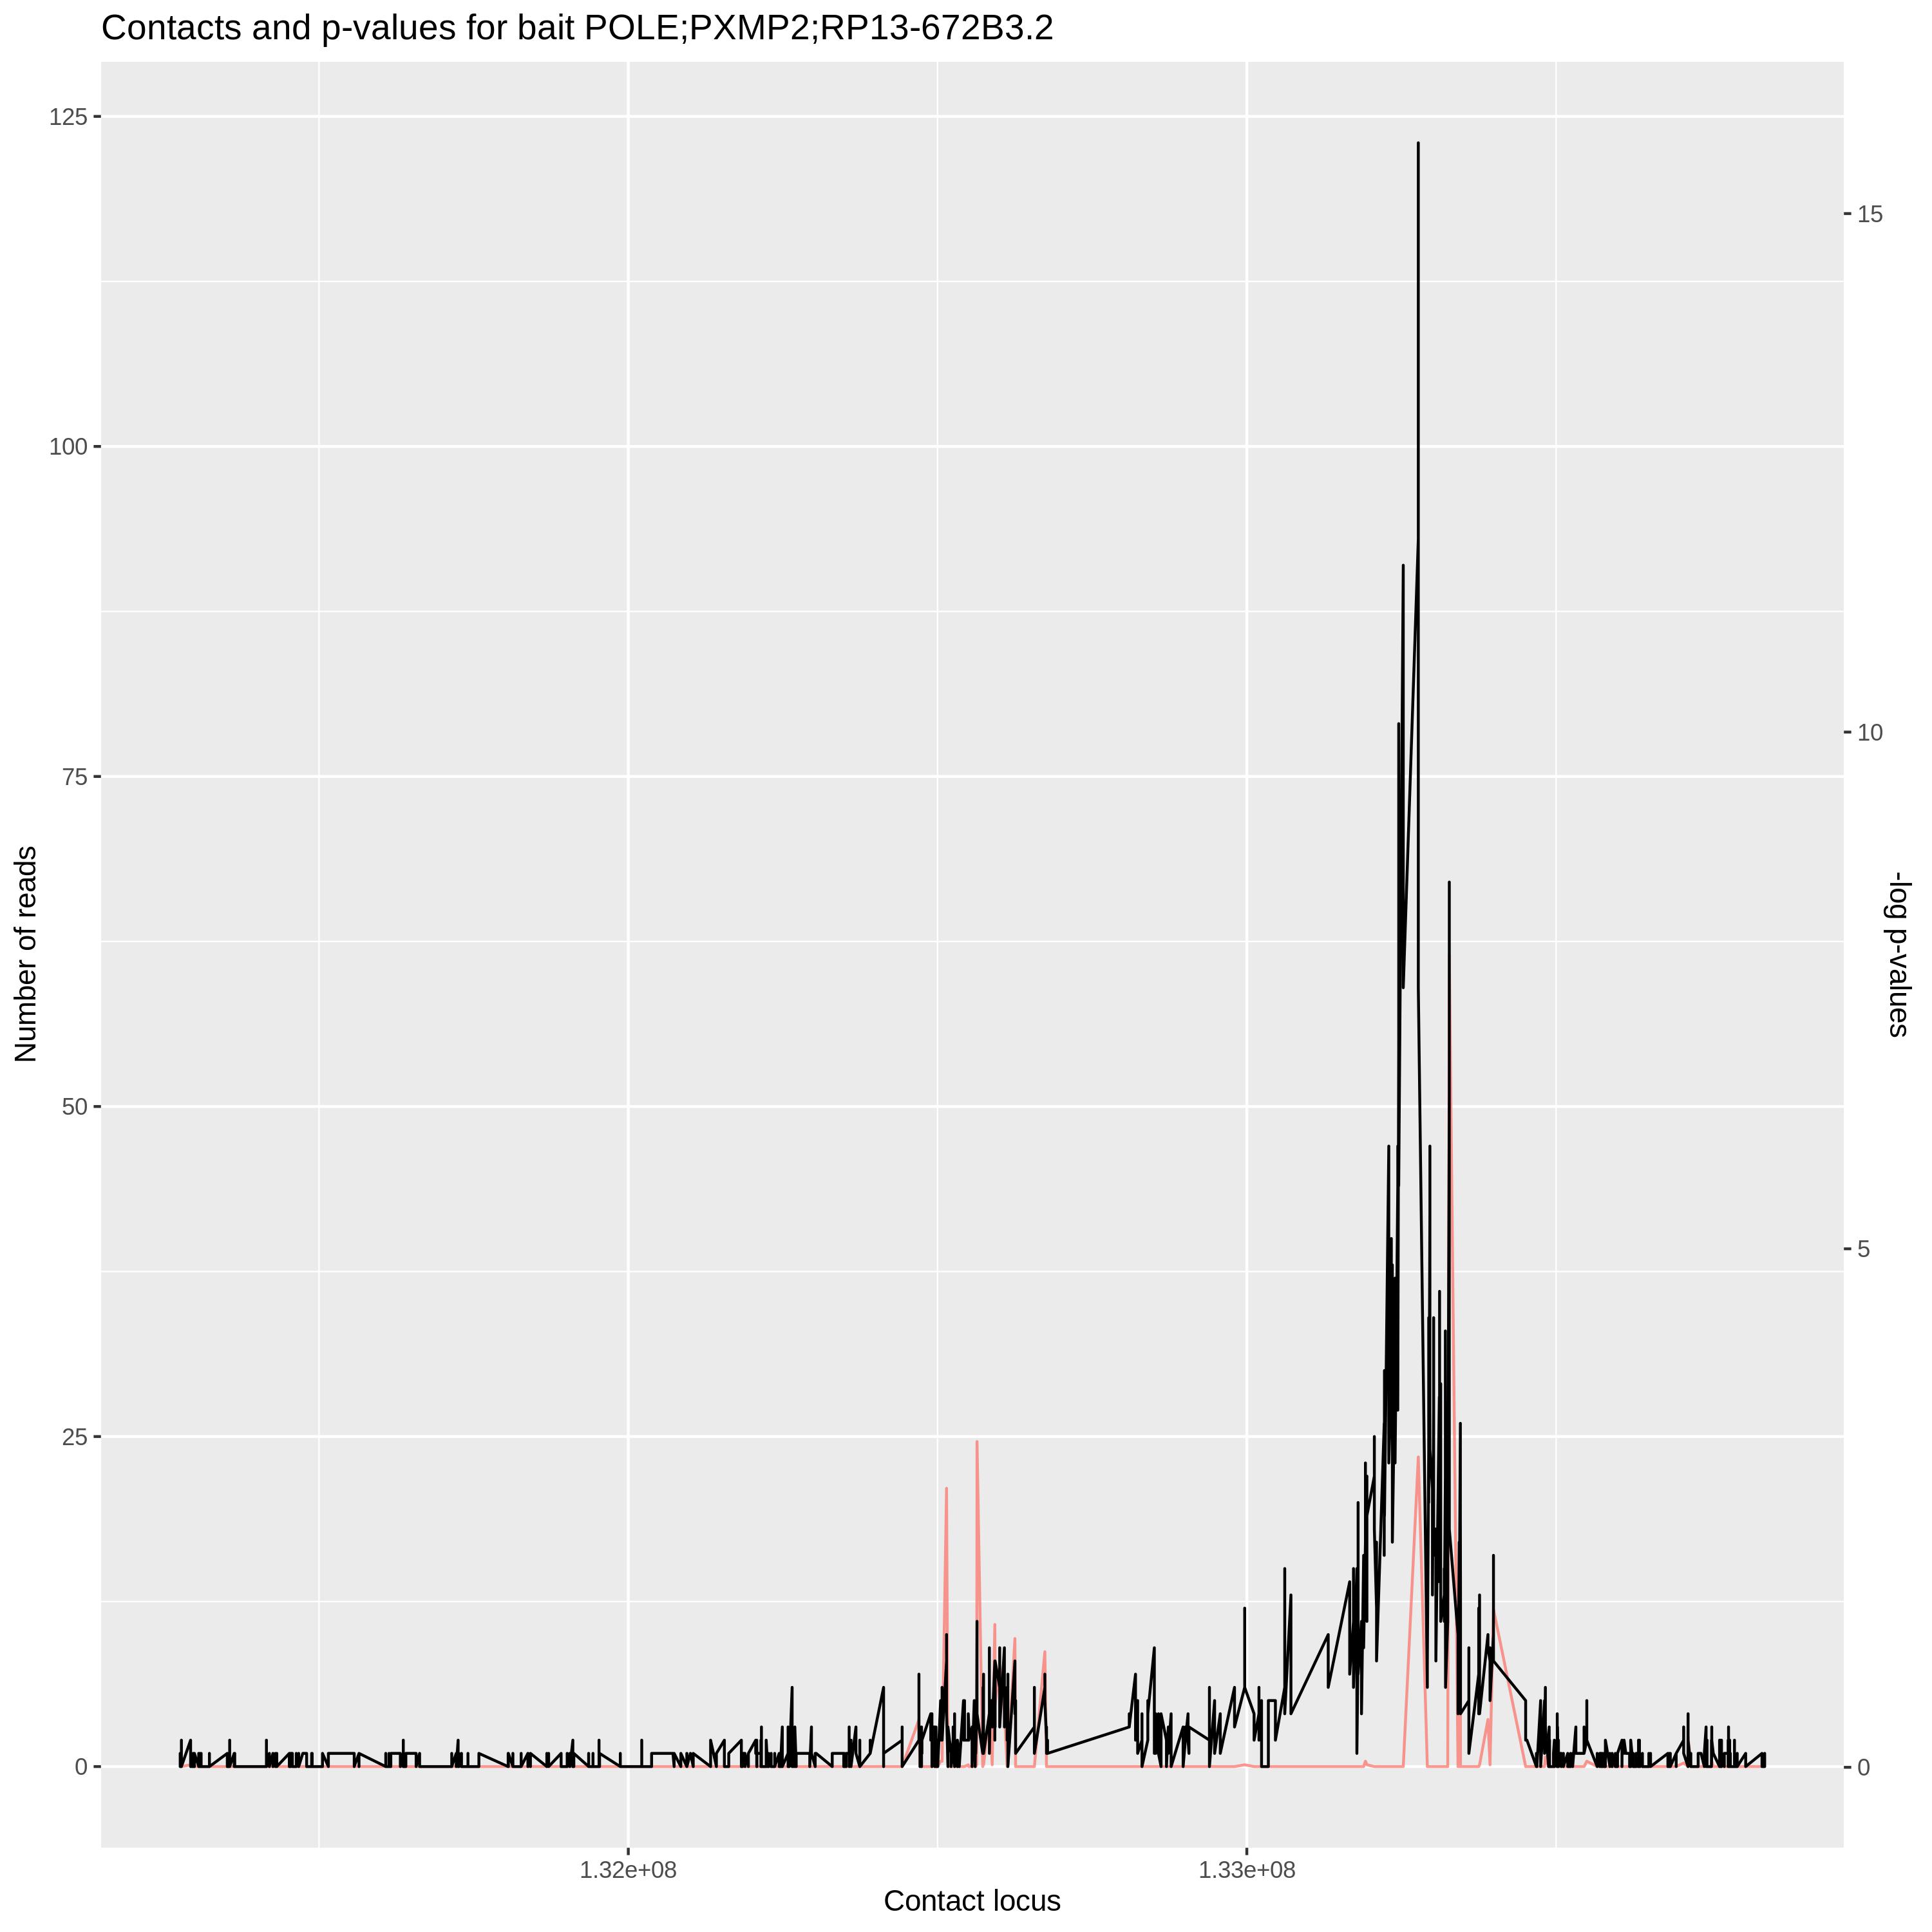 Contacts and p-values for bait POLE;PXMP2;RP13-672B3.2
125
100
75
50
25
0
Number of reads
15
10
5
0
-log p-values
1.32e+08
1.33e+08
Contact locus